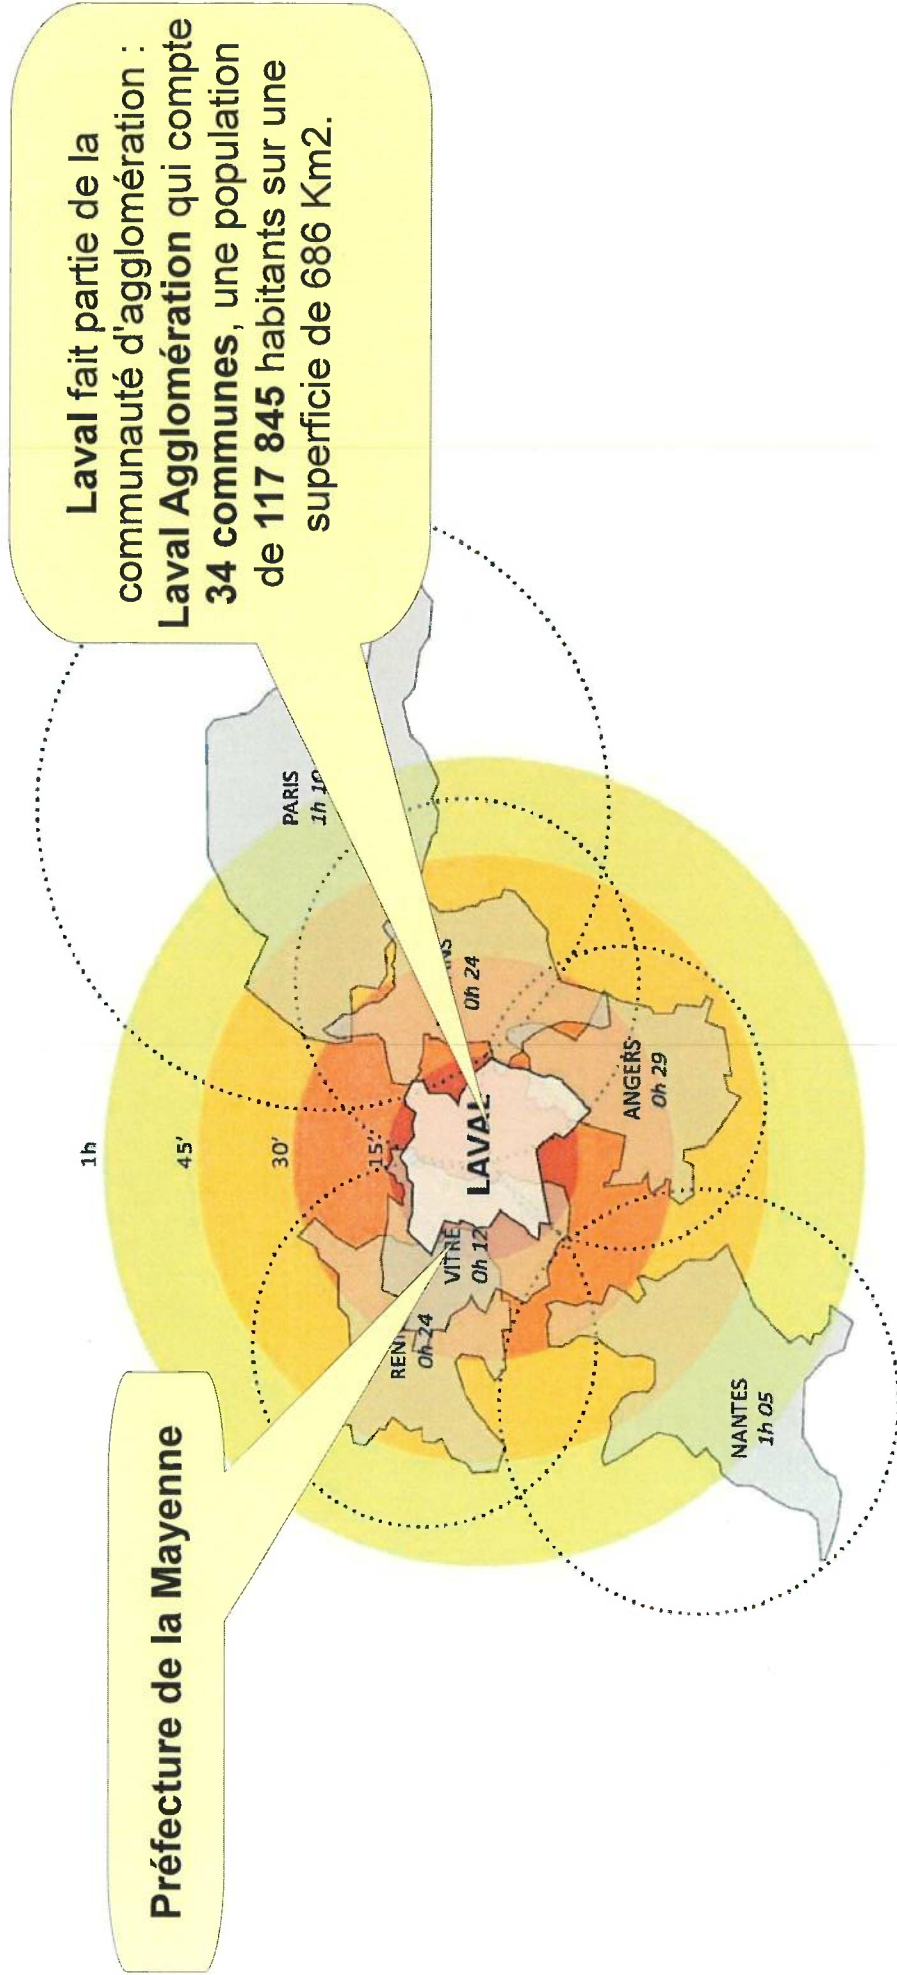 Préfecture de la Mayenne
Laval fait partie de la
communauté d'agglomération :
Laval Agglomération qui compte
34 communes, une population
de 117 845 habitants sur une
superficie de 686 Km2.
1h
45'
30'
15'
PARIS
1h 10
0h 24
LAVAL
VITRE
0h 12
0h 24
ANGERS
0h 29
NANTES
1h 05